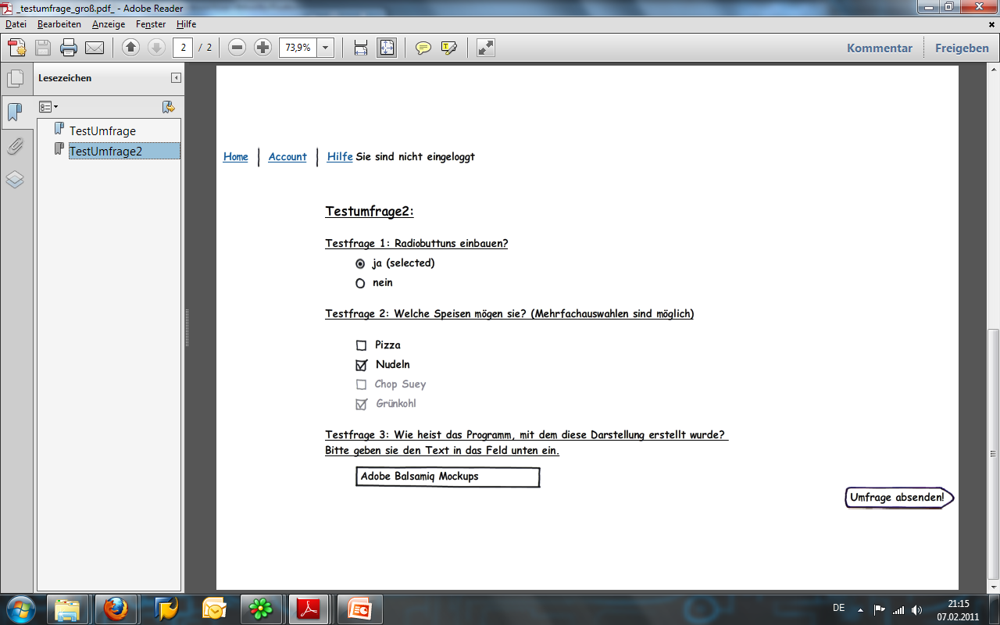 _testumfrage_groß.pdf_ - Adobe Reader
Datei Bearbeiten Anzeige Fenster Hilfe
2 / 2 73,9% Kommentar Freigeben
Lesezeichen
TestUmfrage
TestUmfrage2
Home Account Hilfe Sie sind nicht eingeloggt
Testumfrage2:
Testfrage 1: Radiobuttuns einbauen?
ja (selected)
nein
Testfrage 2: Welche Speisen mögen sie? (Mehrfachauswahlen sind möglich)
Pizza
Nudeln
Chop Suey
Grünkohl
Testfrage 3: Wie heist das Programm, mit dem diese Darstellung erstellt wurde?
Bitte geben sie den Text in das Feld unten ein.
Adobe Balsamiq Mockups
Umfrage absenden!
DE 21:15
07.02.2011